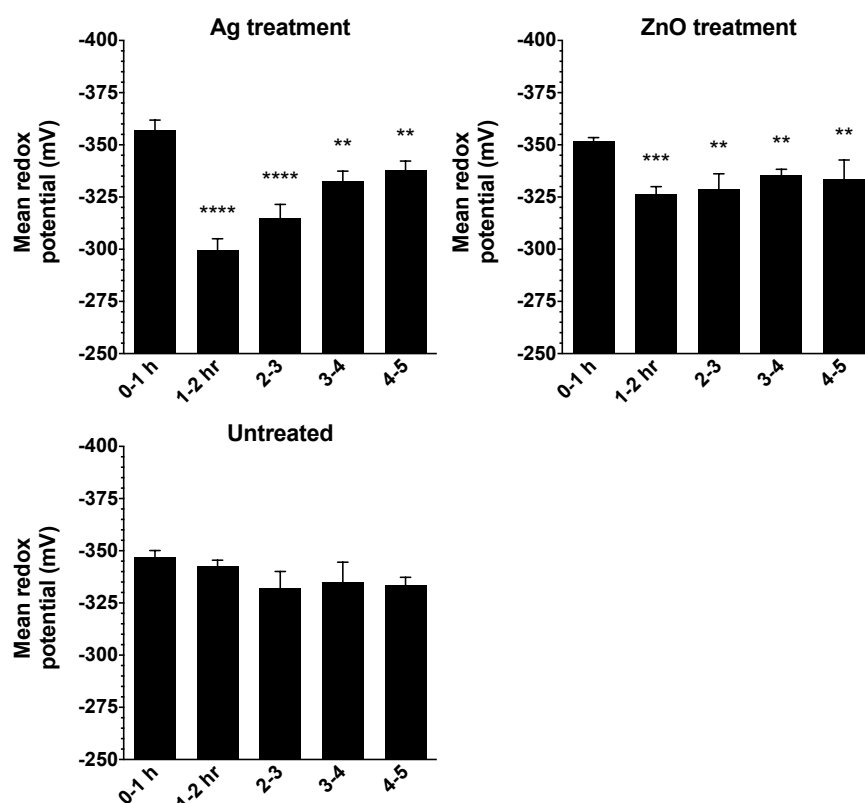 Ag treatment
Mean redox
potential (mV)
-400
-375
-350
-325
-300
-275
-250
**** **** ** **
0-1 h 1-2 hr 2-3 3-4 4-5
ZnO treatment
Mean redox
potential (mV)
-400
-375
-350
-325
-300
-275
-250
*** ** ** **
0-1 h 1-2 hr 2-3 3-4 4-5
Untreated
Mean redox
potential (mV)
-400
-375
-350
-325
-300
-275
-250
0-1 h 1-2 hr 2-3 3-4 4-5